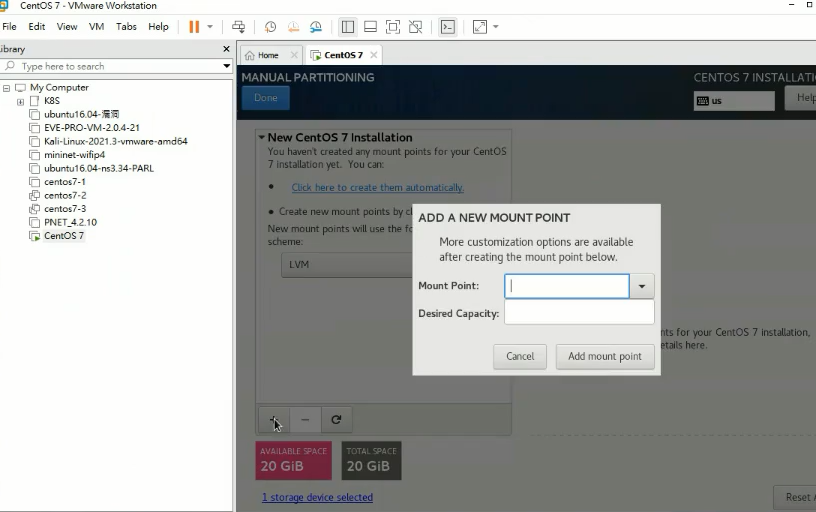 CentOS 7 - VMware Workstation
File Edit View VM Tabs Help
Library
Type here to search
My Computer
K8S
ubuntu16.04-漏洞
EVE-PRO-VM-2.0.4-21
Kali-Linux-2021.3-vmware-amd64
mininet-wifip4
ubuntu16.04-ns3.34-PARL
centos7-1
centos7-2
centos7-3
PNET_4.2.10
CentOS 7
Home
CentOS 7
MANUAL PARTITIONING
Done
CENTOS 7 INSTALLATI
us
Help
New CentOS 7 Installation
You haven't created any mount points for your CentOS
7 installation yet. You can:
Click here to create them automatically.
Create new mount points by cl
New mount points will use the fo
scheme:
LVM
ADD A NEW MOUNT POINT
More customization options are available
after creating the mount point below.
Mount Point:
Desired Capacity:
Cancel
Add mount point
nts for your CentOS 7 installation,
etails here.
+ −
AVAILABLE SPACE
20 GiB
TOTAL SPACE
20 GiB
1 storage device selected
Reset A